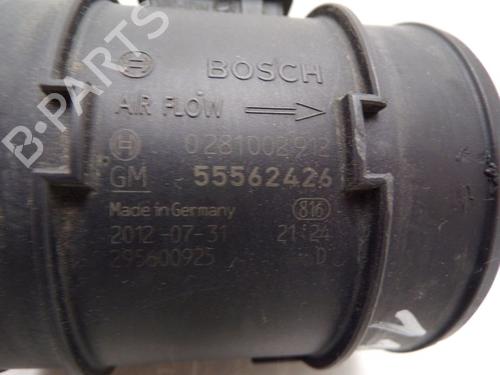 BOSCH
AIR FLOW
0281002912
GM 55562426
Made in Germany 816
2012-07-31 21:24
295600925 D
B-PARTS